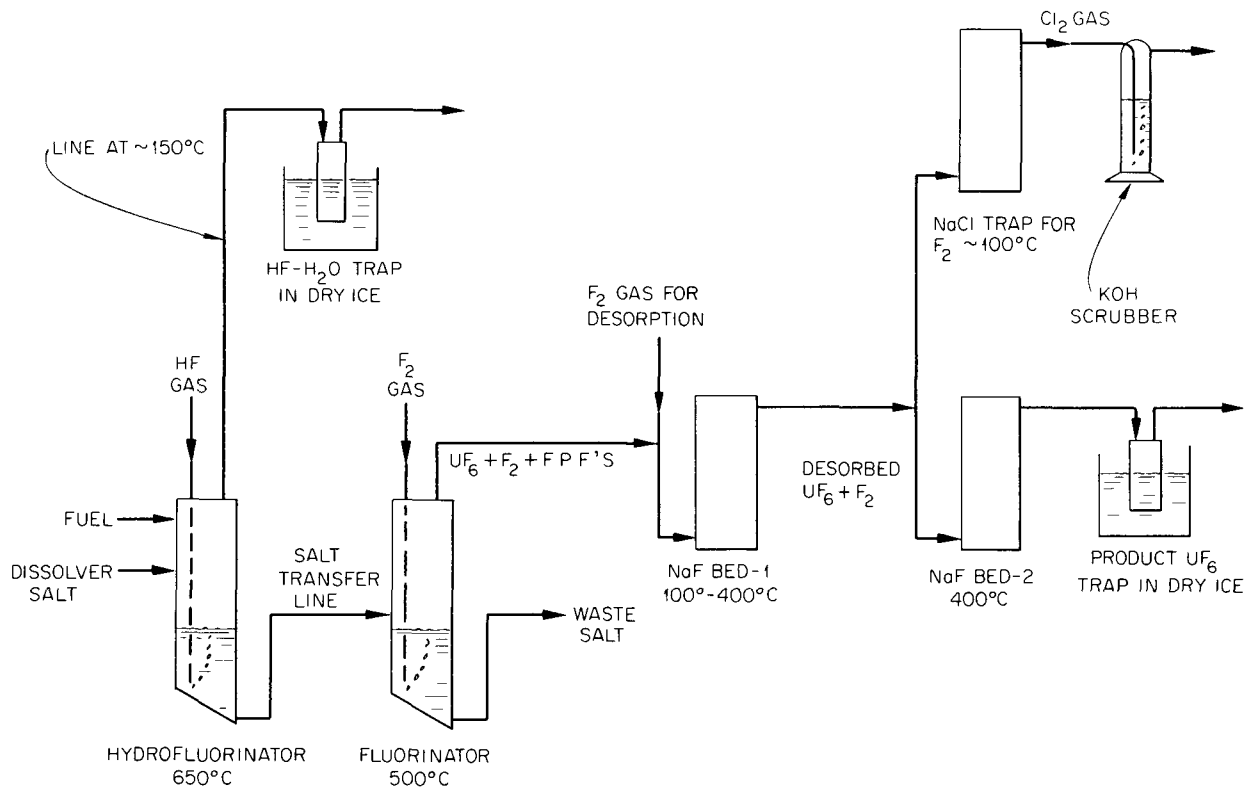 Cl₂ GAS
LINE AT ~150°C
HF-H₂O TRAP
IN DRY ICE
NaCl TRAP FOR
F₂ ~100°C
KOH
SCRUBBER
F₂ GAS FOR
DESORPTION
HF
GAS
F₂
GAS
UF₆ + F₂ + F P F'S
DESORBED
UF₆ + F₂
FUEL
DISSOLVER
SALT
SALT
TRANSFER
LINE
NaF BED-1
100°-400°C
NaF BED-2
400°C
PRODUCT UF₆
TRAP IN DRY ICE
WASTE
SALT
HYDROFLUORINATOR
650°C
FLUORINATOR
500°C